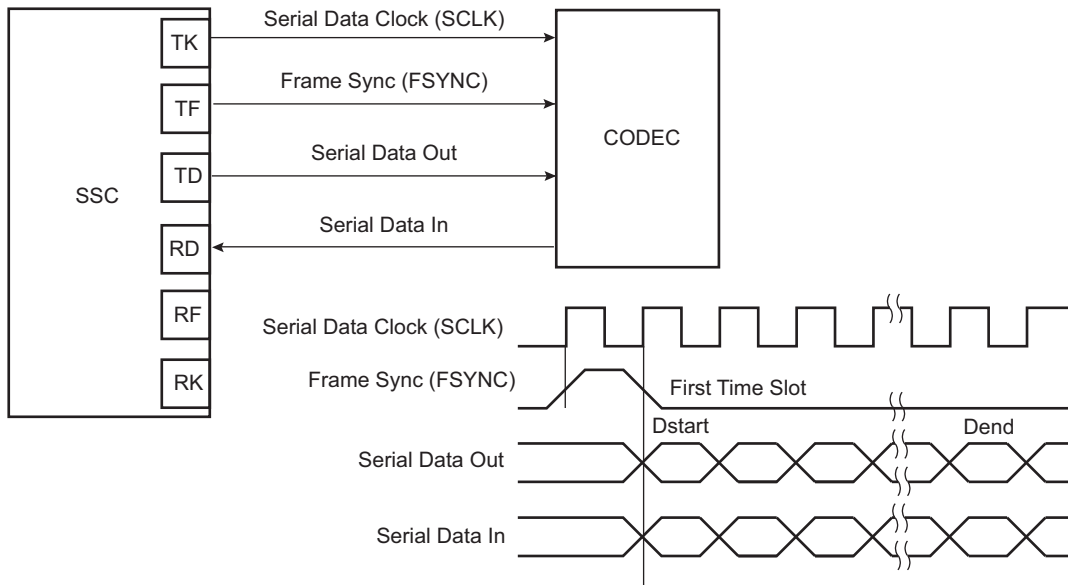 Serial Data Clock (SCLK)
TK
Frame Sync (FSYNC)
TF
CODEC
Serial Data Out
TD
SSC
Serial Data In
RD
RF
Serial Data Clock (SCLK)
RK
Frame Sync (FSYNC)
First Time Slot
Dstart
Dend
Serial Data Out
Serial Data In